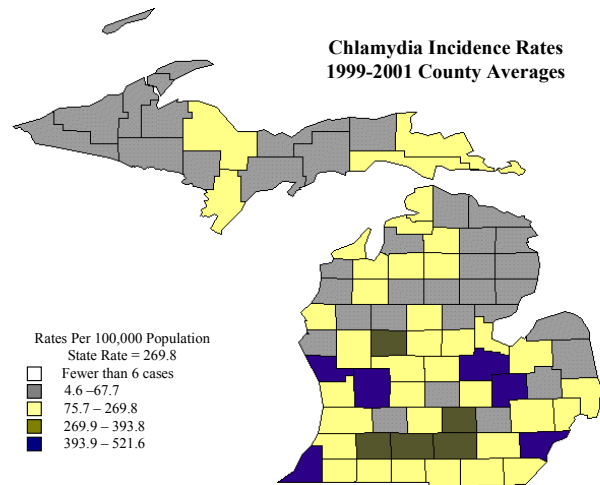 Chlamydia Incidence Rates
1999-2001 County Averages
Rates Per 100,000 Population
State Rate = 269.8
Fewer than 6 cases
4.6 –67.7
75.7 – 269.8
269.9 – 393.8
393.9 – 521.6